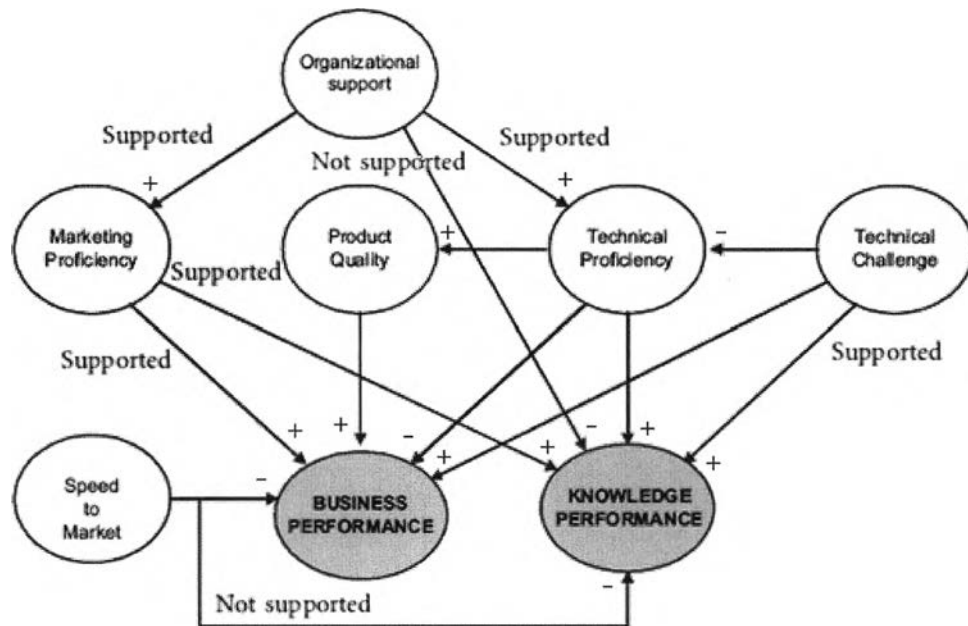 Organizational
support
Supported
Supported
Not supported
+
+
Marketing
Proficiency
Product
Quality
+
Technical
Proficiency
-
Technical
Challenge
Supported
Supported
Supported
+
+
-
+
+
-
+
+
Speed
to
Market
-
BUSINESS
PERFORMANCE
KNOWLEDGE
PERFORMANCE
-
Not supported